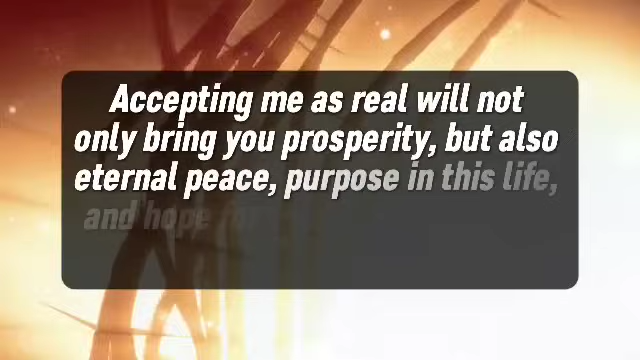 Accepting me as real will not
only bring you prosperity, but also
eternal peace, purpose in this life,
and hope for